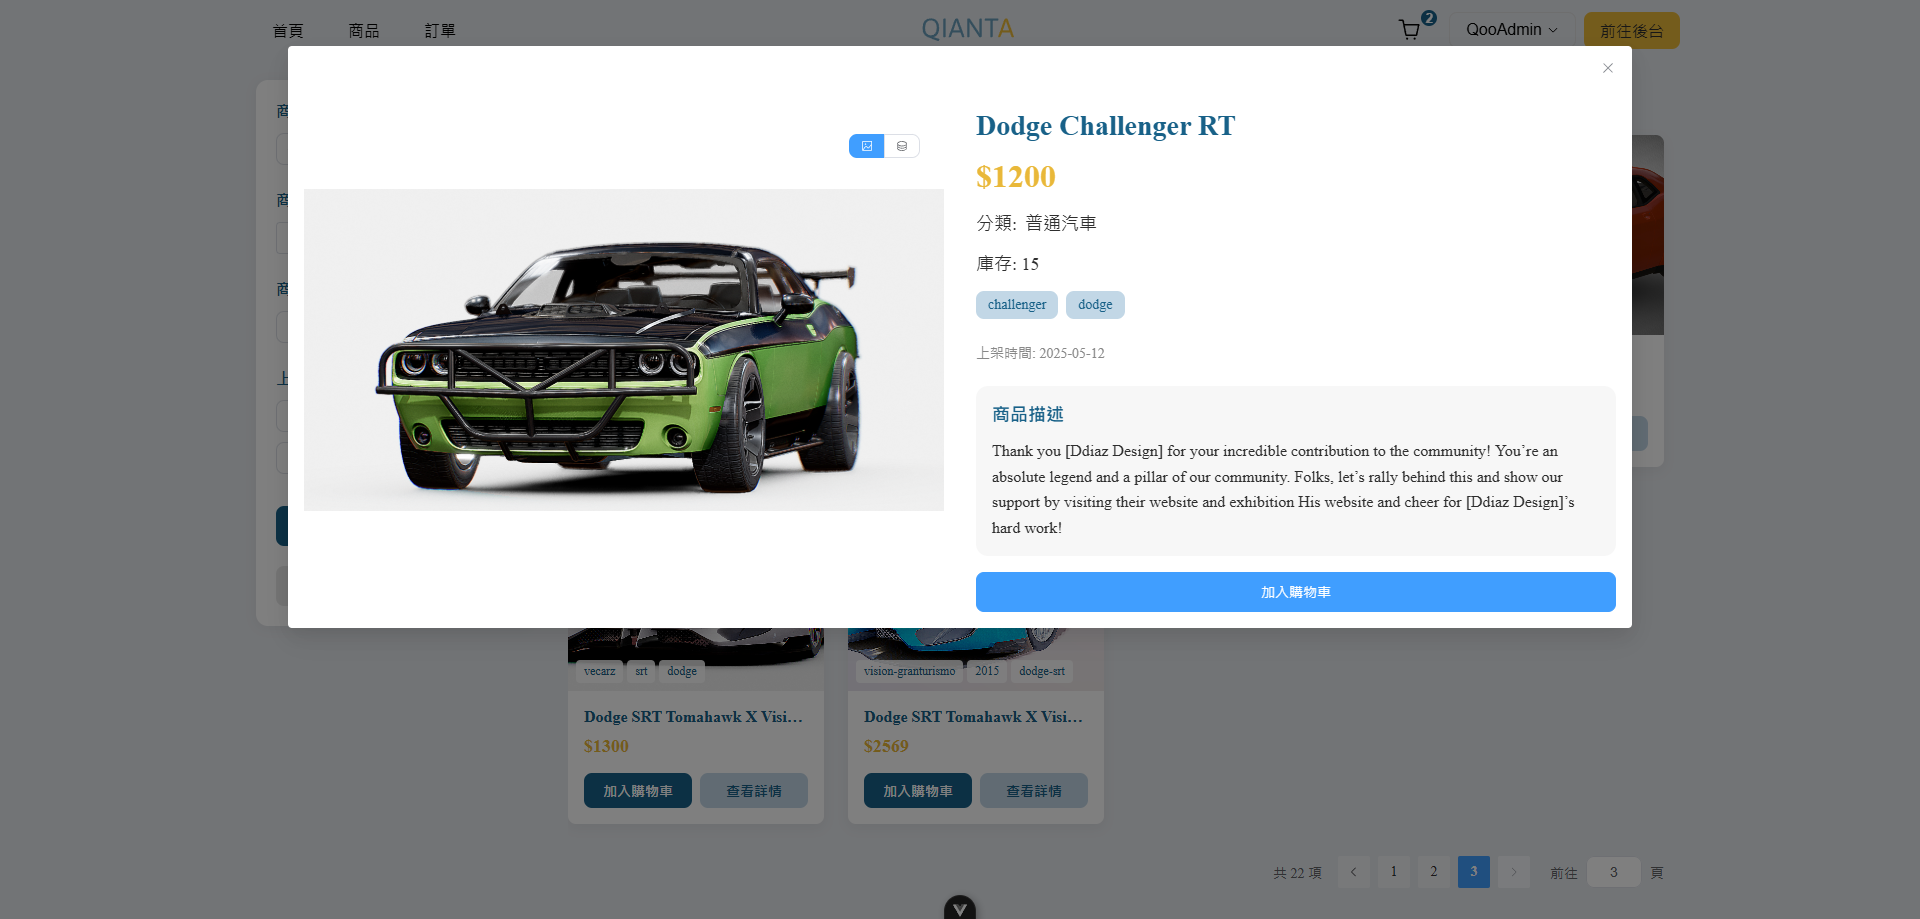 首頁
商品
訂單
QIANTA
2
QooAdmin
前往後台
商
商
商
上
Dodge Challenger RT
$1200
分類: 普通汽車
庫存: 15
challenger
dodge
上架時間: 2025-05-12
商品描述
Thank you [Ddiaz Design] for your incredible contribution to the community! You’re an
absolute legend and a pillar of our community. Folks, let’s rally behind this and show our
support by visiting their website and exhibition His website and cheer for [Ddiaz Design]’s
hard work!
加入購物車
vecarz
srt
dodge
vision-granturismo
2015
dodge-srt
Dodge SRT Tomahawk X Visi…
$1300
加入購物車
查看詳情
Dodge SRT Tomahawk X Visi…
$2569
加入購物車
查看詳情
共 22 項
1
2
3
前往
3
頁